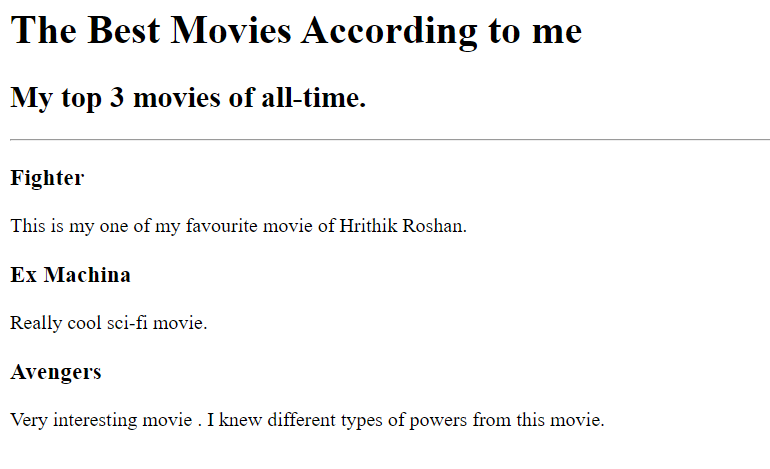 The Best Movies According to me
My top 3 movies of all-time.
Fighter
This is my one of my favourite movie of Hrithik Roshan.
Ex Machina
Really cool sci-fi movie.
Avengers
Very interesting movie . I knew different types of powers from this movie.